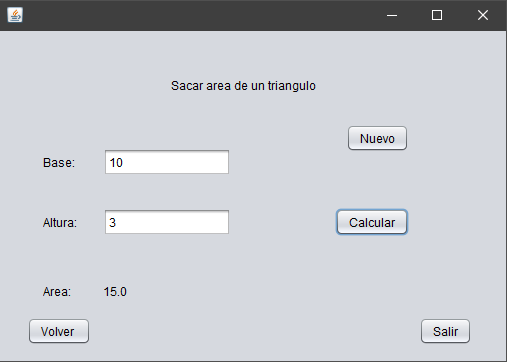 Sacar area de un triangulo
Nuevo
Base: 10
Altura: 3 Calcular
Area: 15.0
Volver Salir